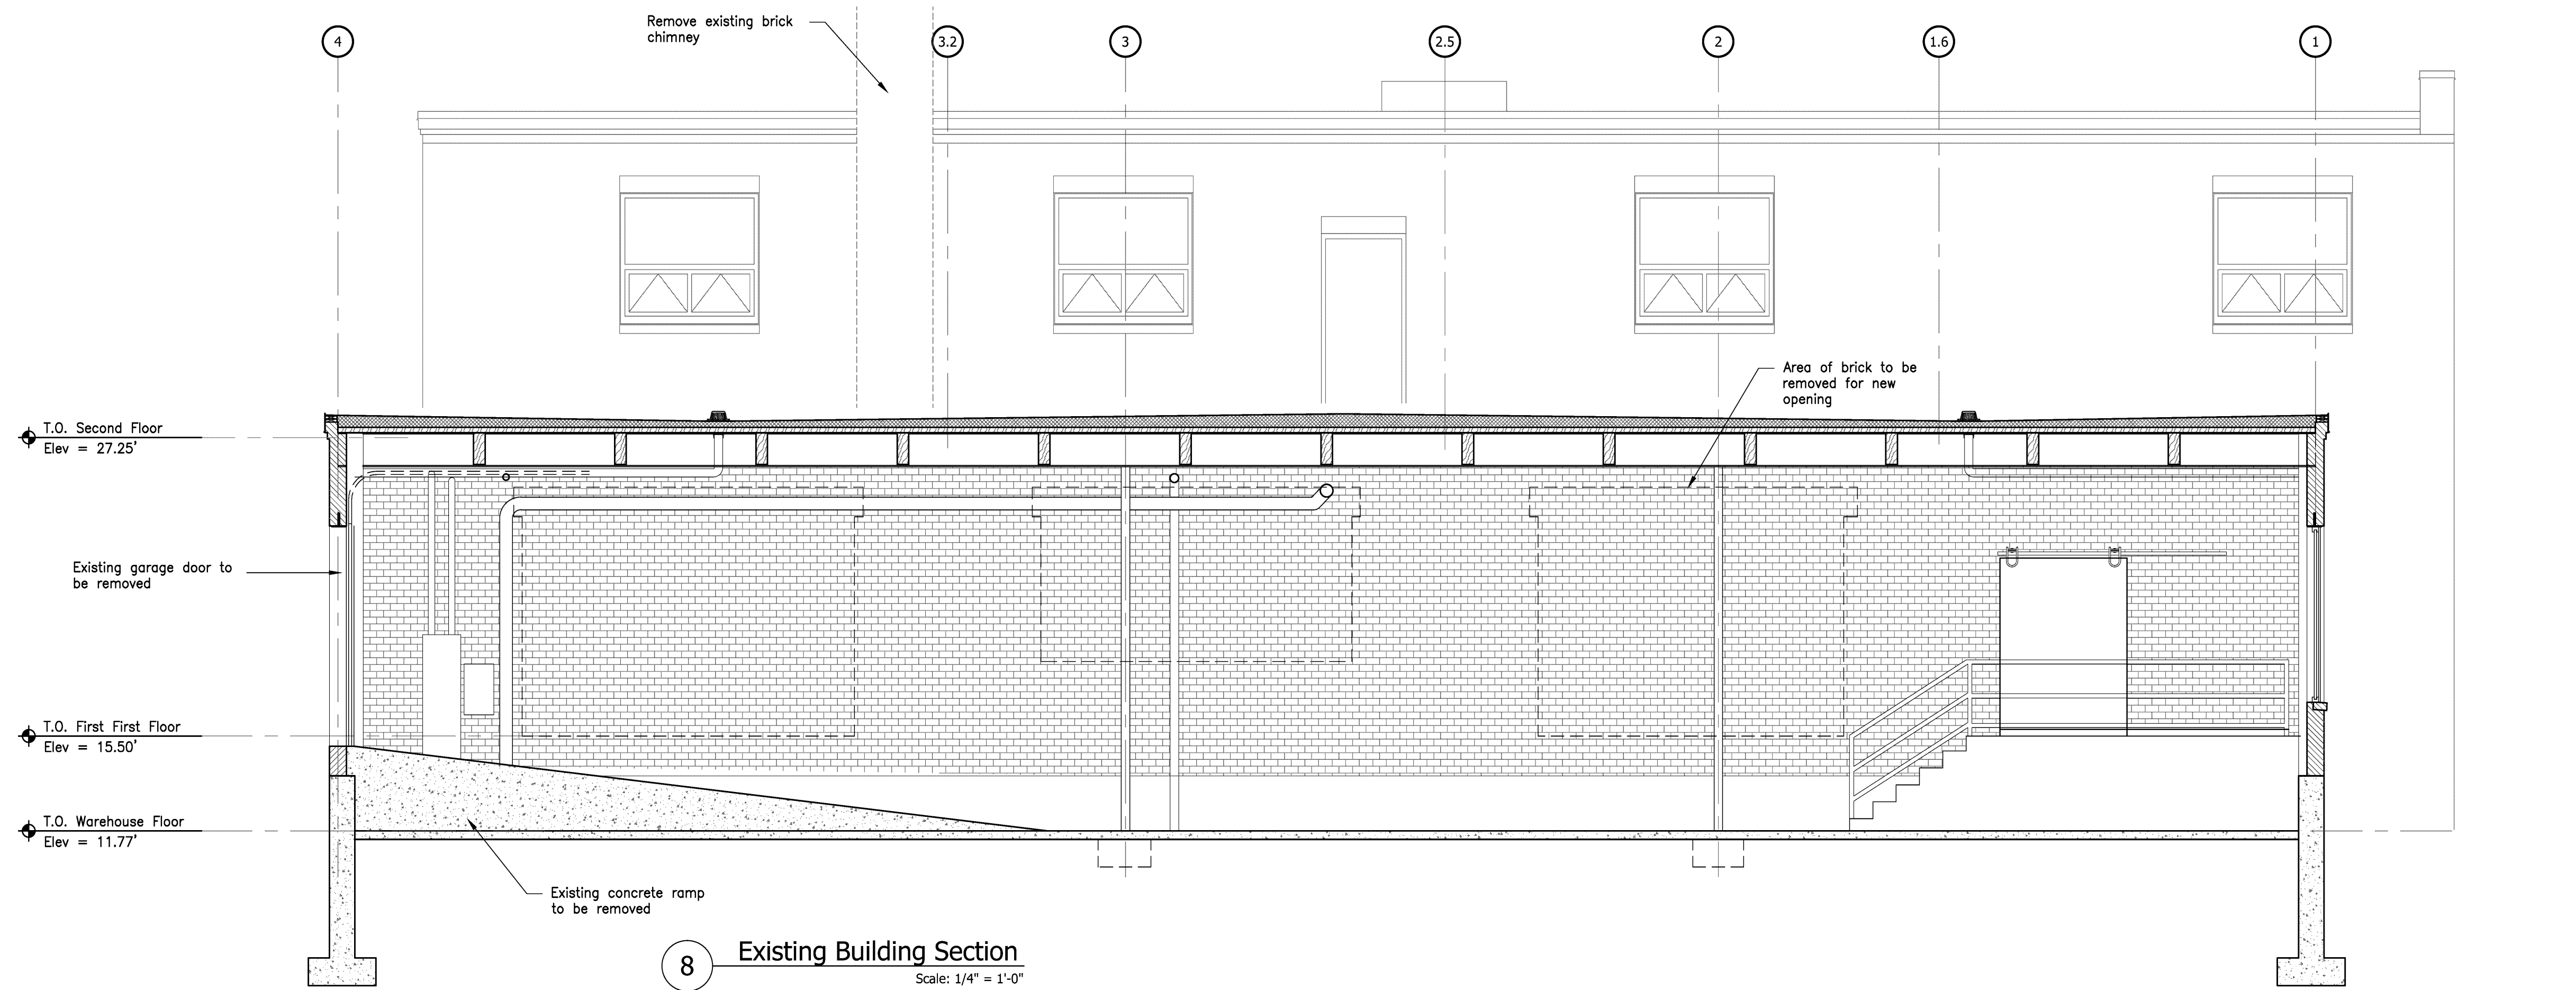 Remove existing brick
chimney
4
3.2
3
2.5
2
1.6
1
Area of brick to be
removed for new
opening
T.O. Second Floor
Elev = 27.25'
Existing garage door to
be removed
T.O. First First Floor
Elev = 15.50'
T.O. Warehouse Floor
Elev = 11.77'
Existing concrete ramp
to be removed
8
Existing Building Section
Scale: 1/4" = 1'-0"